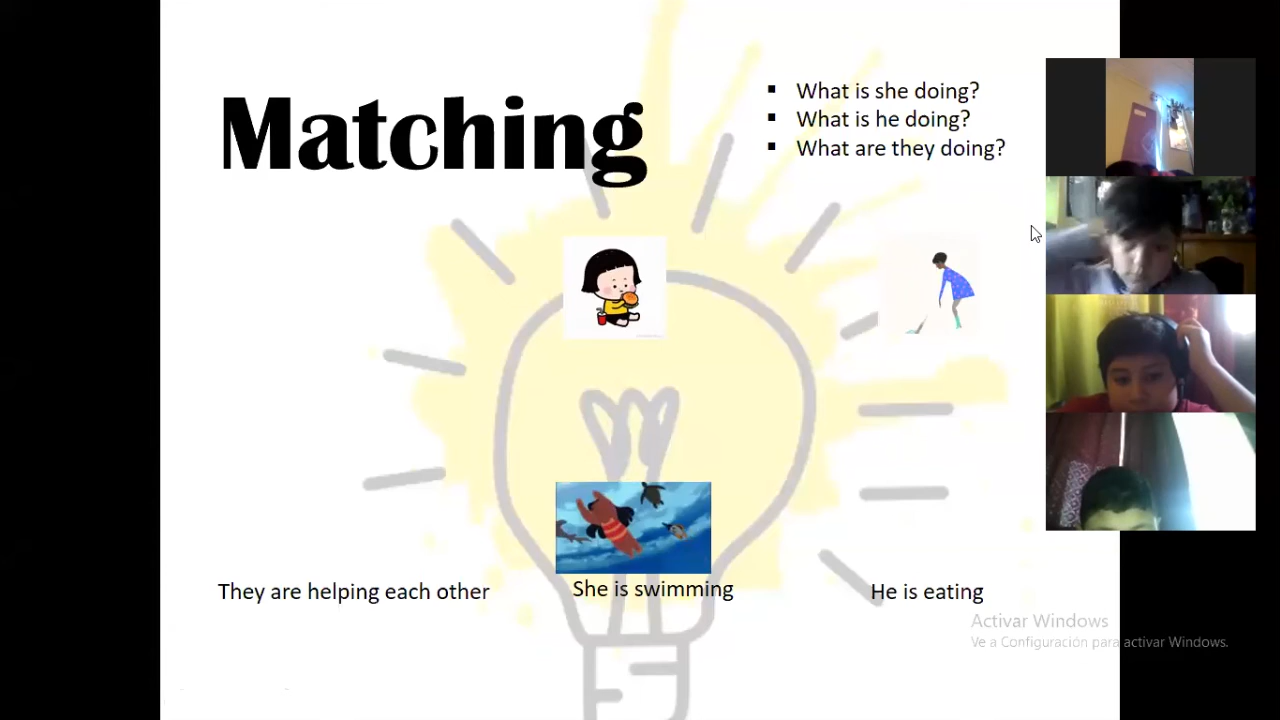 Matching
▪ What is she doing?
▪ What is he doing?
▪ What are they doing?
They are helping each other
She is swimming
He is eating
Activar Windows
Ve a Configuración para activar Windows.